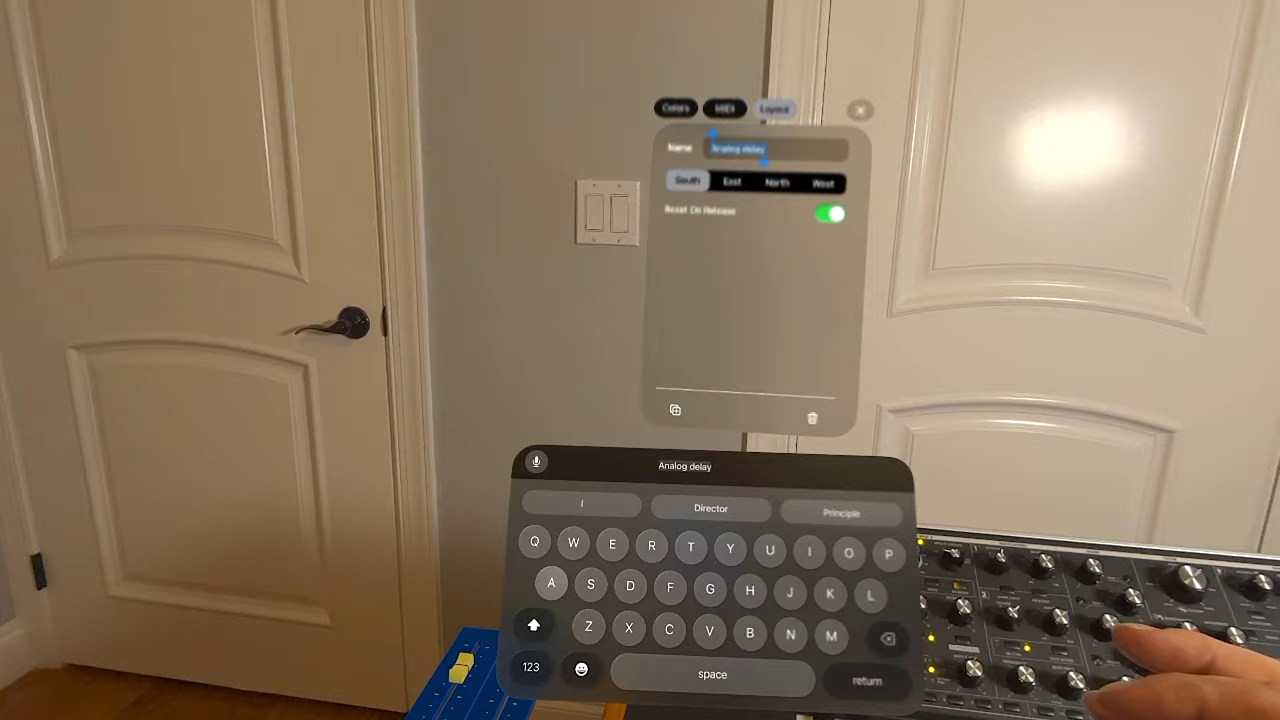 Colors MIDI Layout
Name Analog delay
South East North West
Reset On Release
Analog delay
I Director Principle
Q W E R T Y U I O P
A S D F G H J K L
Z X C V B N M
123 space return